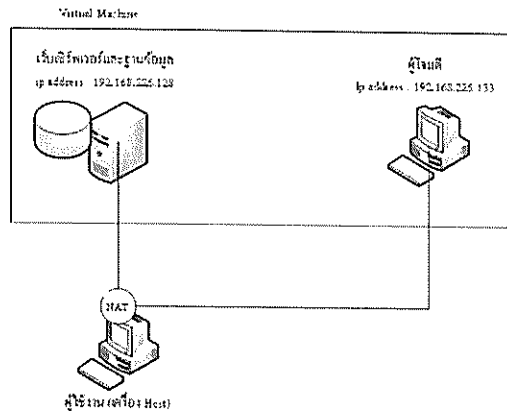 Virtual Machine
เว็บเซิร์ฟเวอร์และฐานข้อมูล
ip address : 192.168.225.128
ผู้โจมตี
ip address : 192.168.225.133
NAT
ผู้ใช้งาน (เครื่อง Host)